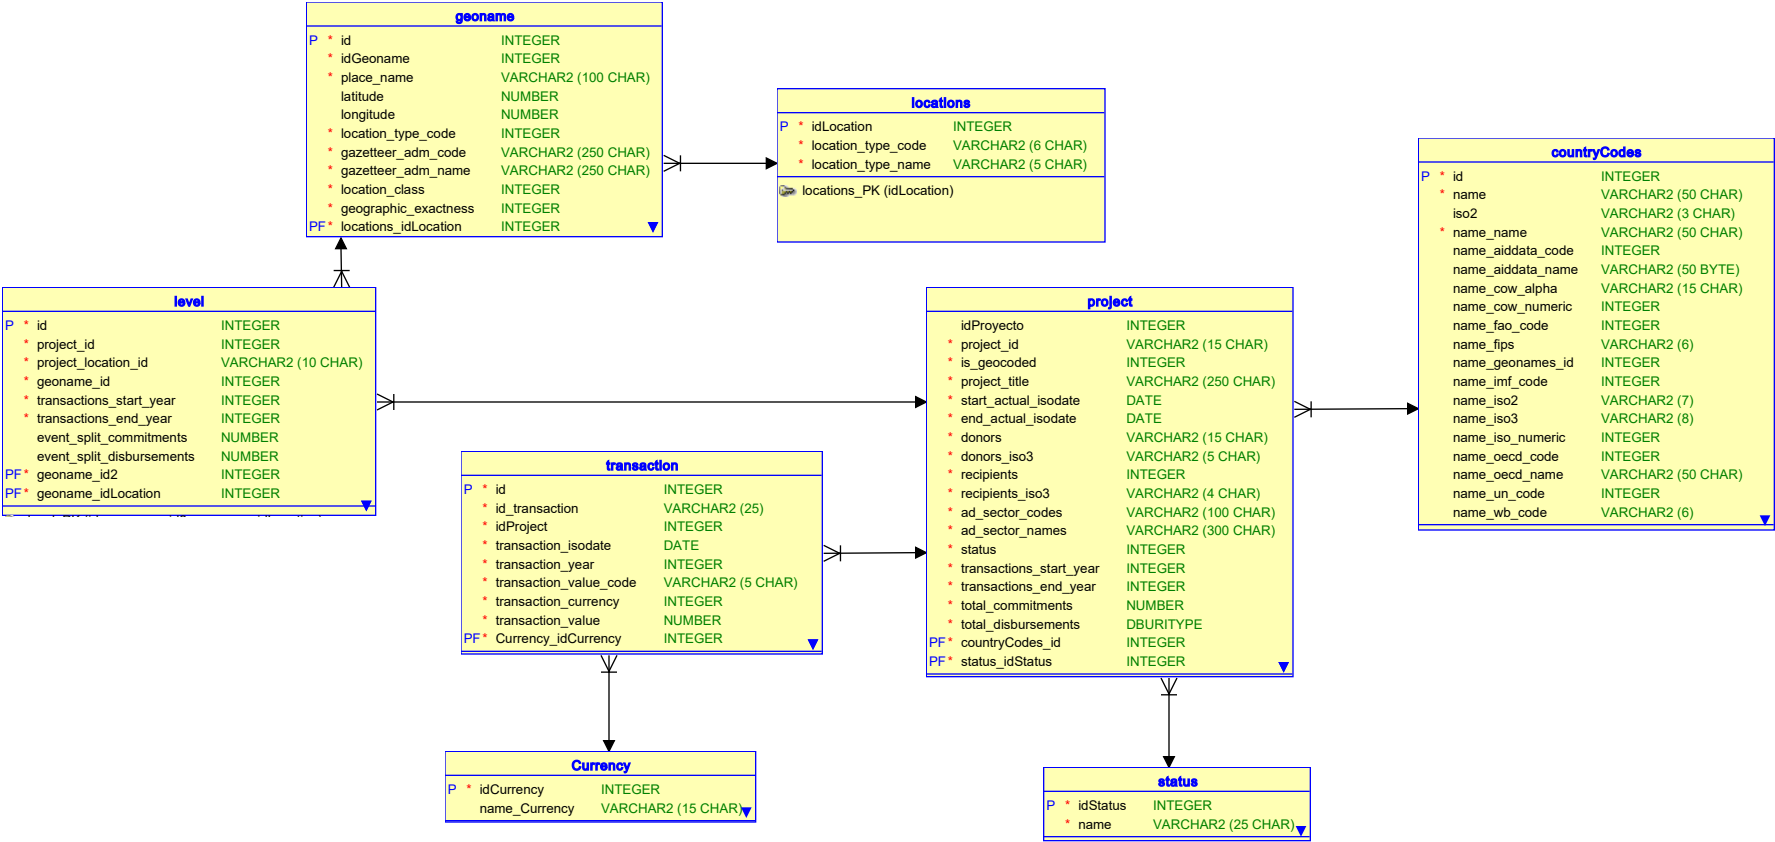 geoname
P * id INTEGER
* idGeoname INTEGER
* place_name VARCHAR2 (100 CHAR)
latitude NUMBER
longitude NUMBER
* location_type_code INTEGER
* gazetteer_adm_code VARCHAR2 (250 CHAR)
* gazetteer_adm_name VARCHAR2 (250 CHAR)
* location_class INTEGER
* geographic_exactness INTEGER
PF * locations_idLocation INTEGER
locations
P * idLocation INTEGER
* location_type_code VARCHAR2 (6 CHAR)
* location_type_name VARCHAR2 (5 CHAR)
locations_PK (idLocation)
countryCodes
P * id INTEGER
* name VARCHAR2 (50 CHAR)
iso2 VARCHAR2 (3 CHAR)
* name_name VARCHAR2 (50 CHAR)
name_aiddata_code INTEGER
name_aiddata_name VARCHAR2 (50 BYTE)
name_cow_alpha VARCHAR2 (15 CHAR)
name_cow_numeric INTEGER
name_fao_code INTEGER
name_fips VARCHAR2 (6)
name_geonames_id INTEGER
name_imf_code INTEGER
name_iso2 VARCHAR2 (7)
name_iso3 VARCHAR2 (8)
name_iso_numeric INTEGER
name_oecd_code INTEGER
name_oecd_name VARCHAR2 (50 CHAR)
name_un_code INTEGER
name_wb_code VARCHAR2 (6)
level
P * id INTEGER
* project_id INTEGER
* project_location_id VARCHAR2 (10 CHAR)
* geoname_id INTEGER
* transactions_start_year INTEGER
* transactions_end_year INTEGER
event_split_commitments NUMBER
event_split_disbursements NUMBER
PF * geoname_id2 INTEGER
PF * geoname_idLocation INTEGER
project
idProyecto INTEGER
* project_id VARCHAR2 (15 CHAR)
* is_geocoded INTEGER
* project_title VARCHAR2 (250 CHAR)
* start_actual_isodate DATE
* end_actual_isodate DATE
* donors VARCHAR2 (15 CHAR)
* donors_iso3 VARCHAR2 (5 CHAR)
* recipients INTEGER
* recipients_iso3 VARCHAR2 (4 CHAR)
* ad_sector_codes VARCHAR2 (100 CHAR)
* ad_sector_names VARCHAR2 (300 CHAR)
* status INTEGER
* transactions_start_year INTEGER
* transactions_end_year INTEGER
* total_commitments NUMBER
* total_disbursements DBURITYPE
PF * countryCodes_id INTEGER
PF * status_idStatus INTEGER
transaction
P * id INTEGER
* id_transaction VARCHAR2 (25)
* idProject INTEGER
* transaction_isodate DATE
* transaction_year INTEGER
* transaction_value_code VARCHAR2 (5 CHAR)
* transaction_currency INTEGER
* transaction_value NUMBER
PF * Currency_idCurrency INTEGER
Currency
P * idCurrency INTEGER
name_Currency VARCHAR2 (15 CHAR)
status
P * idStatus INTEGER
* name VARCHAR2 (25 CHAR)